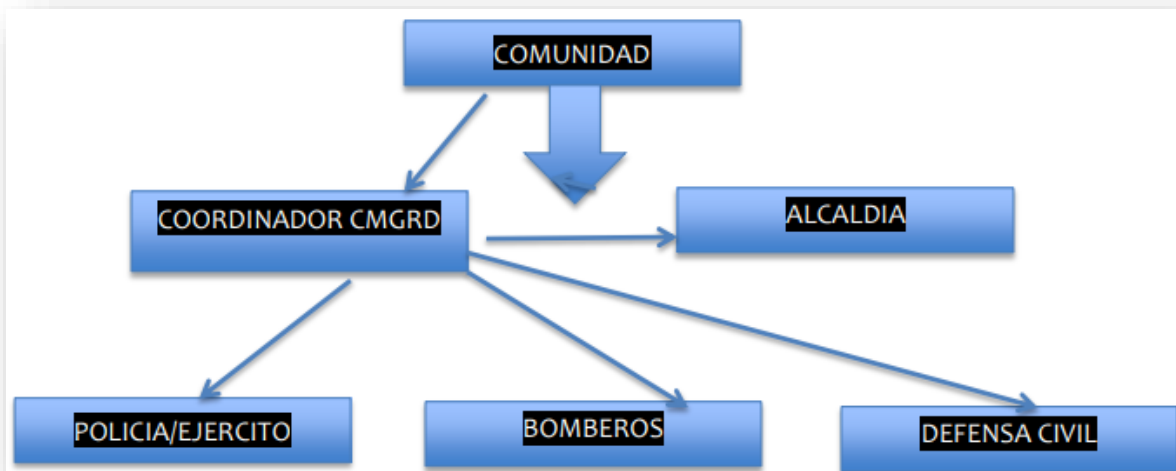 COMUNIDAD
COORDINADOR CMGRD
ALCALDIA
POLICIA/EJERCITO
BOMBEROS
DEFENSA CIVIL